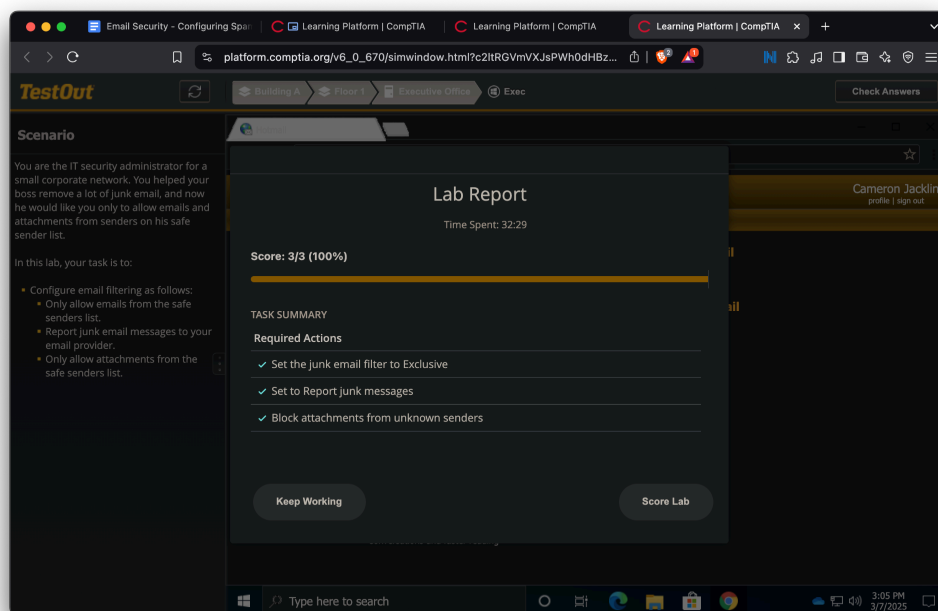 Email Security - Configuring Span
Learning Platform | CompTIA
Learning Platform | CompTIA
Learning Platform | CompTIA
platform.comptia.org/v6_0_670/simwindow.html?c2ltRGVmVXJsPWh0dHBz...
2
1
TestOut
Building A
Floor 1
Executive Office
Exec
Check Answers
Scenario
You are the IT security administrator for a
small corporate network. You helped your
boss remove a lot of junk email, and now
he would like you only to allow emails and
attachments from senders on his safe
sender list.
In this lab, your task is to:
Configure email filtering as follows:
Only allow emails from the safe
senders list.
Report junk email messages to your
email provider.
Only allow attachments from the
safe senders list.
Cameron Jacklin
profile | sign out
Lab Report
Time Spent: 32:29
Score: 3/3 (100%)
TASK SUMMARY
Required Actions
Set the junk email filter to Exclusive
Set to Report junk messages
Block attachments from unknown senders
Keep Working
Score Lab
Type here to search
3:05 PM
3/7/2025